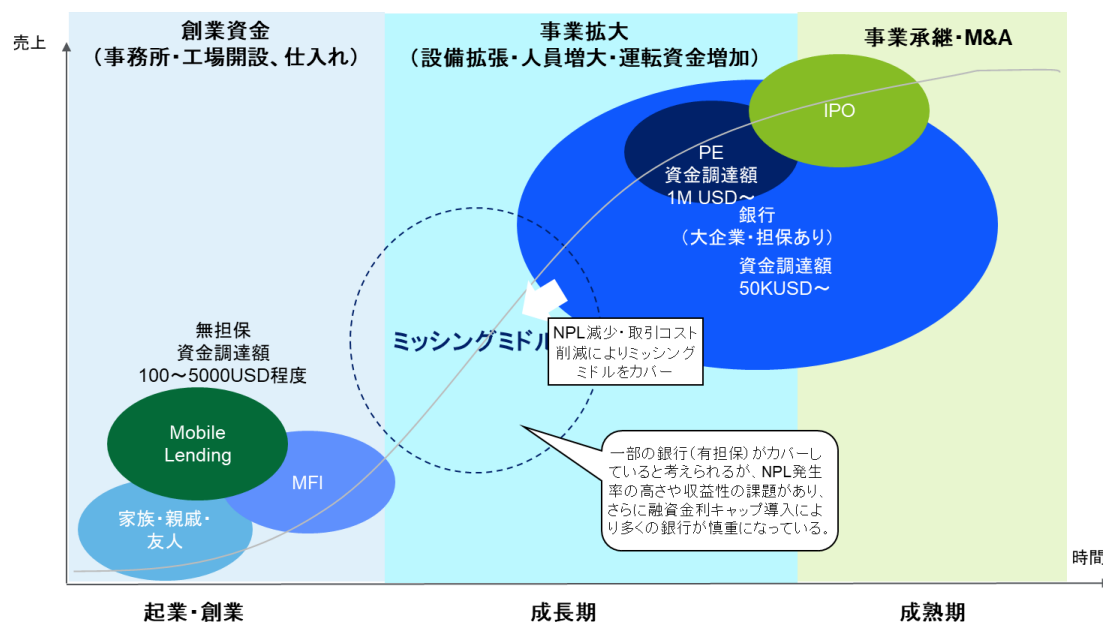 売上
創業資金
（事務所・工場開設、仕入れ）
事業拡大
（設備拡張・人員増大・運転資金増加）
事業承継・M&A
IPO
PE
資金調達額
1M USD～
銀行
（大企業・担保あり）
資金調達額
50KUSD～
ミッシングミドル
NPL減少・取引コスト
削減によりミッシング
ミドルをカバー
無担保
資金調達額
100～5000USD程度
Mobile
Lending
MFI
家族・親戚・
友人
一部の銀行（有担保）がカバーし
ていると考えられるが、NPL発生
率の高さや収益性の課題があり、
さらに融資金利キャップ導入によ
り多くの銀行が慎重になっている。
時間
起業・創業
成長期
成熟期